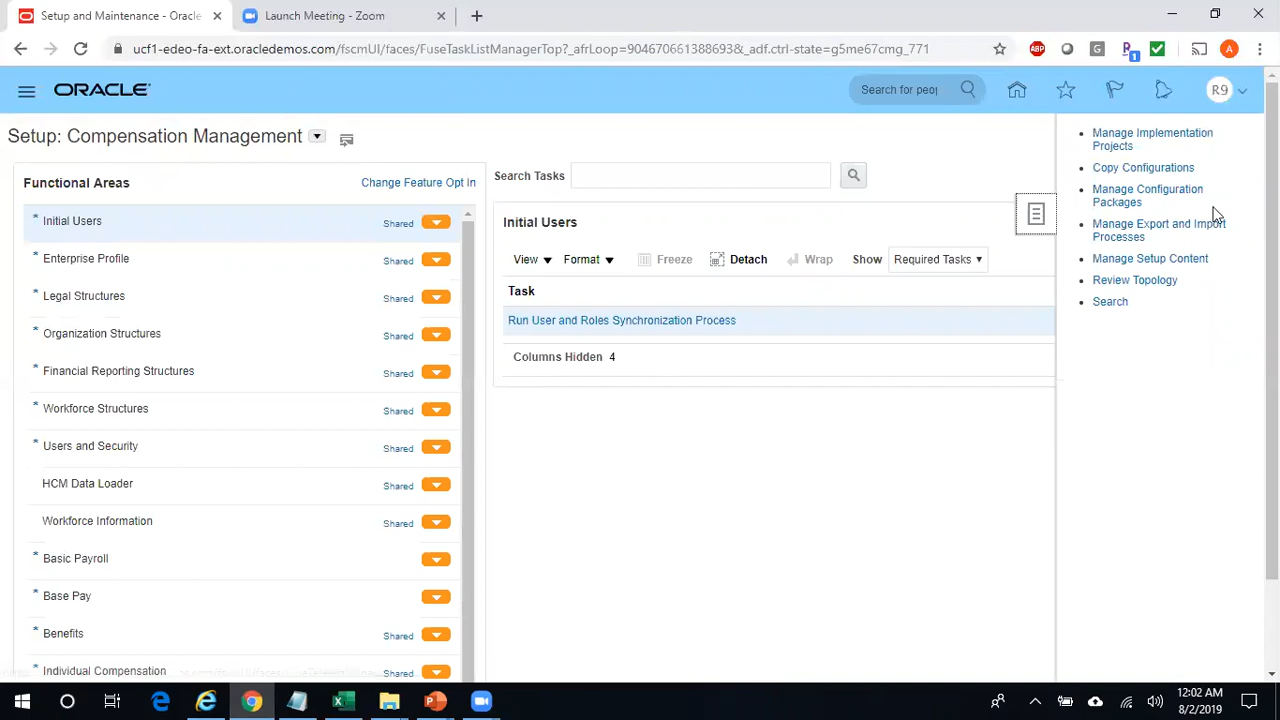 Setup and Maintenance - Oracle
Launch Meeting - Zoom
ucf1-edeo-fa-ext.oracledemos.com/fscmUI/faces/FuseTaskListManagerTop?_afrLoop=9046706613886938&_adf.ctrl-state=g5me67cmg_771
ABP
G
1
A
ORACLE
Search for peop
R9
Setup: Compensation Management
Functional Areas
Change Feature Opt In
* Initial Users Shared
* Enterprise Profile Shared
* Legal Structures Shared
* Organization Structures Shared
* Financial Reporting Structures Shared
* Workforce Structures Shared
* Users and Security Shared
HCM Data Loader Shared
Workforce Information Shared
* Basic Payroll
* Base Pay
* Benefits Shared
Individual Compensation Shared
Search Tasks
Initial Users
View Format Freeze Detach Wrap Show Required Tasks
Task
Run User and Roles Synchronization Process
Columns Hidden 4
Manage Implementation
Projects
Copy Configurations
Manage Configuration
Packages
Manage Export and Import
Processes
Manage Setup Content
Review Topology
Search
12:02 AM
8/2/2019